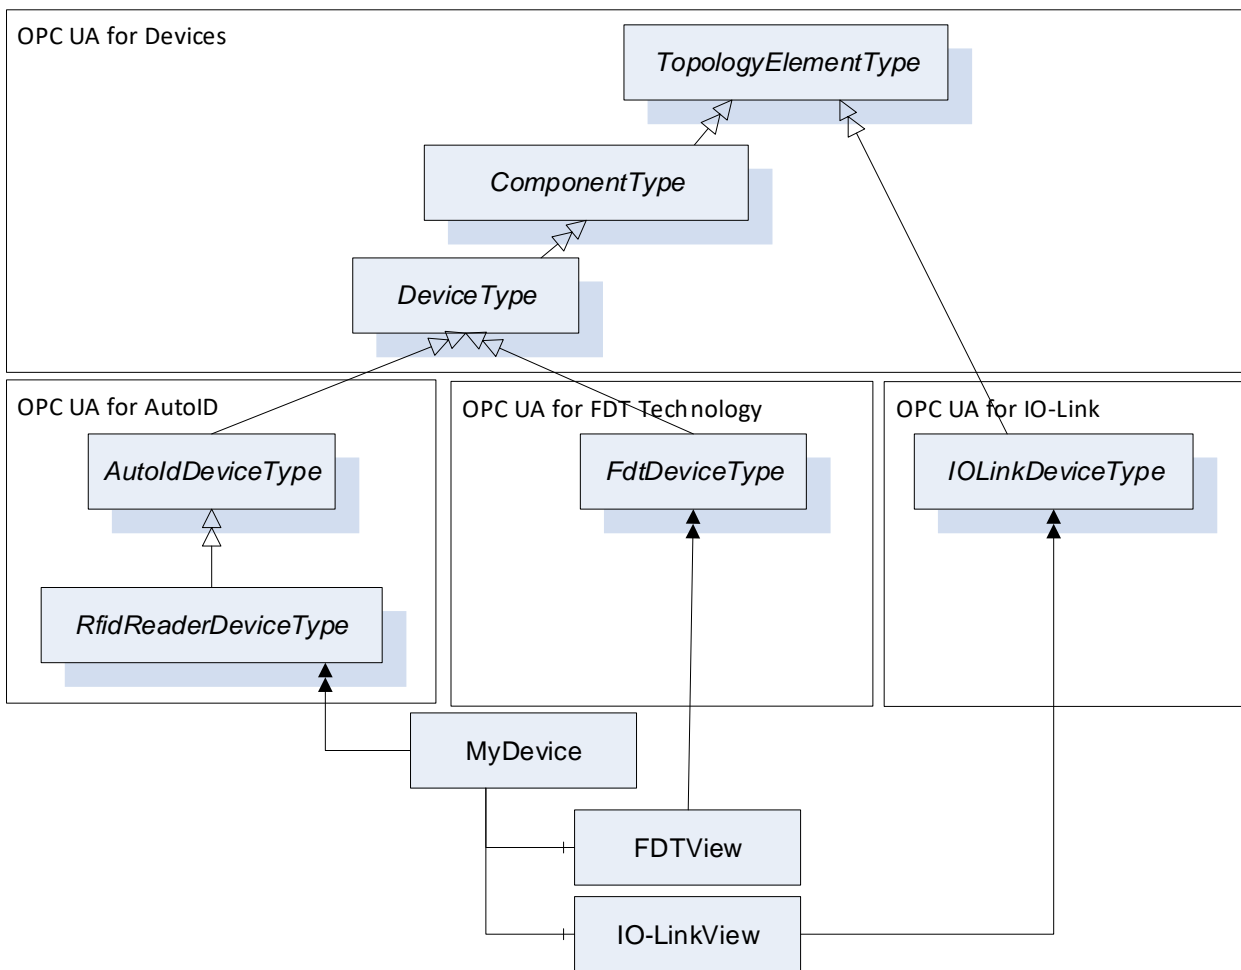 OPC UA for Devices
TopologyElementType
ComponentType
DeviceType
OPC UA for AutoID
OPC UA for FDT Technology
OPC UA for IO-Link
AutoIdDeviceType
FdtDeviceType
IOLinkDeviceType
RfidReaderDeviceType
MyDevice
FDTView
IO-LinkView